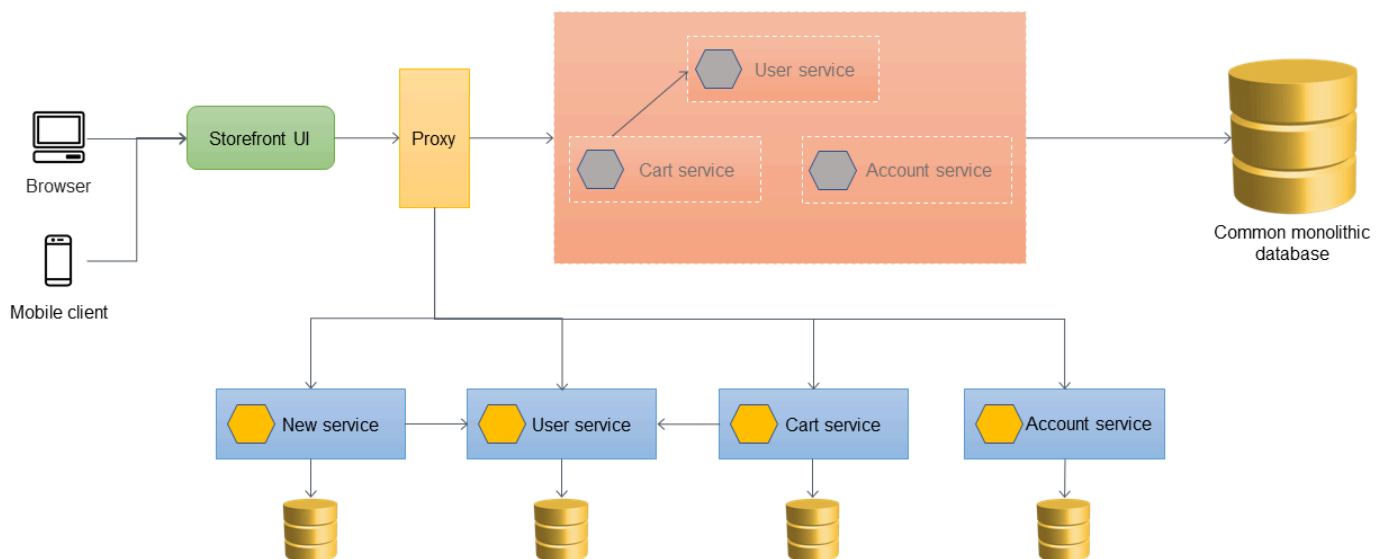 User service
Storefront UI
Proxy
Cart service
Account service
Browser
Common monolithic
database
Mobile client
New service
User service
Cart service
Account service